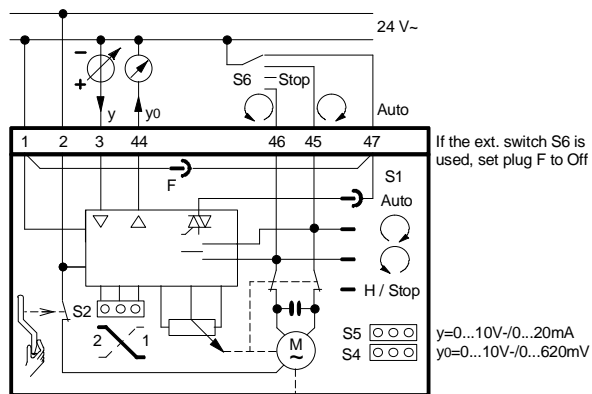 24 V~
−
+
S6
Stop
y
y0
Auto
1 2 3 44 46 45 47
If the ext. switch S6 is
used, set plug F to Off
F
S1
Auto
H / Stop
S2
2 1
M
~
S5
y=0...10V-/0...20mA
S4
y0=0...10V-/0...620mV